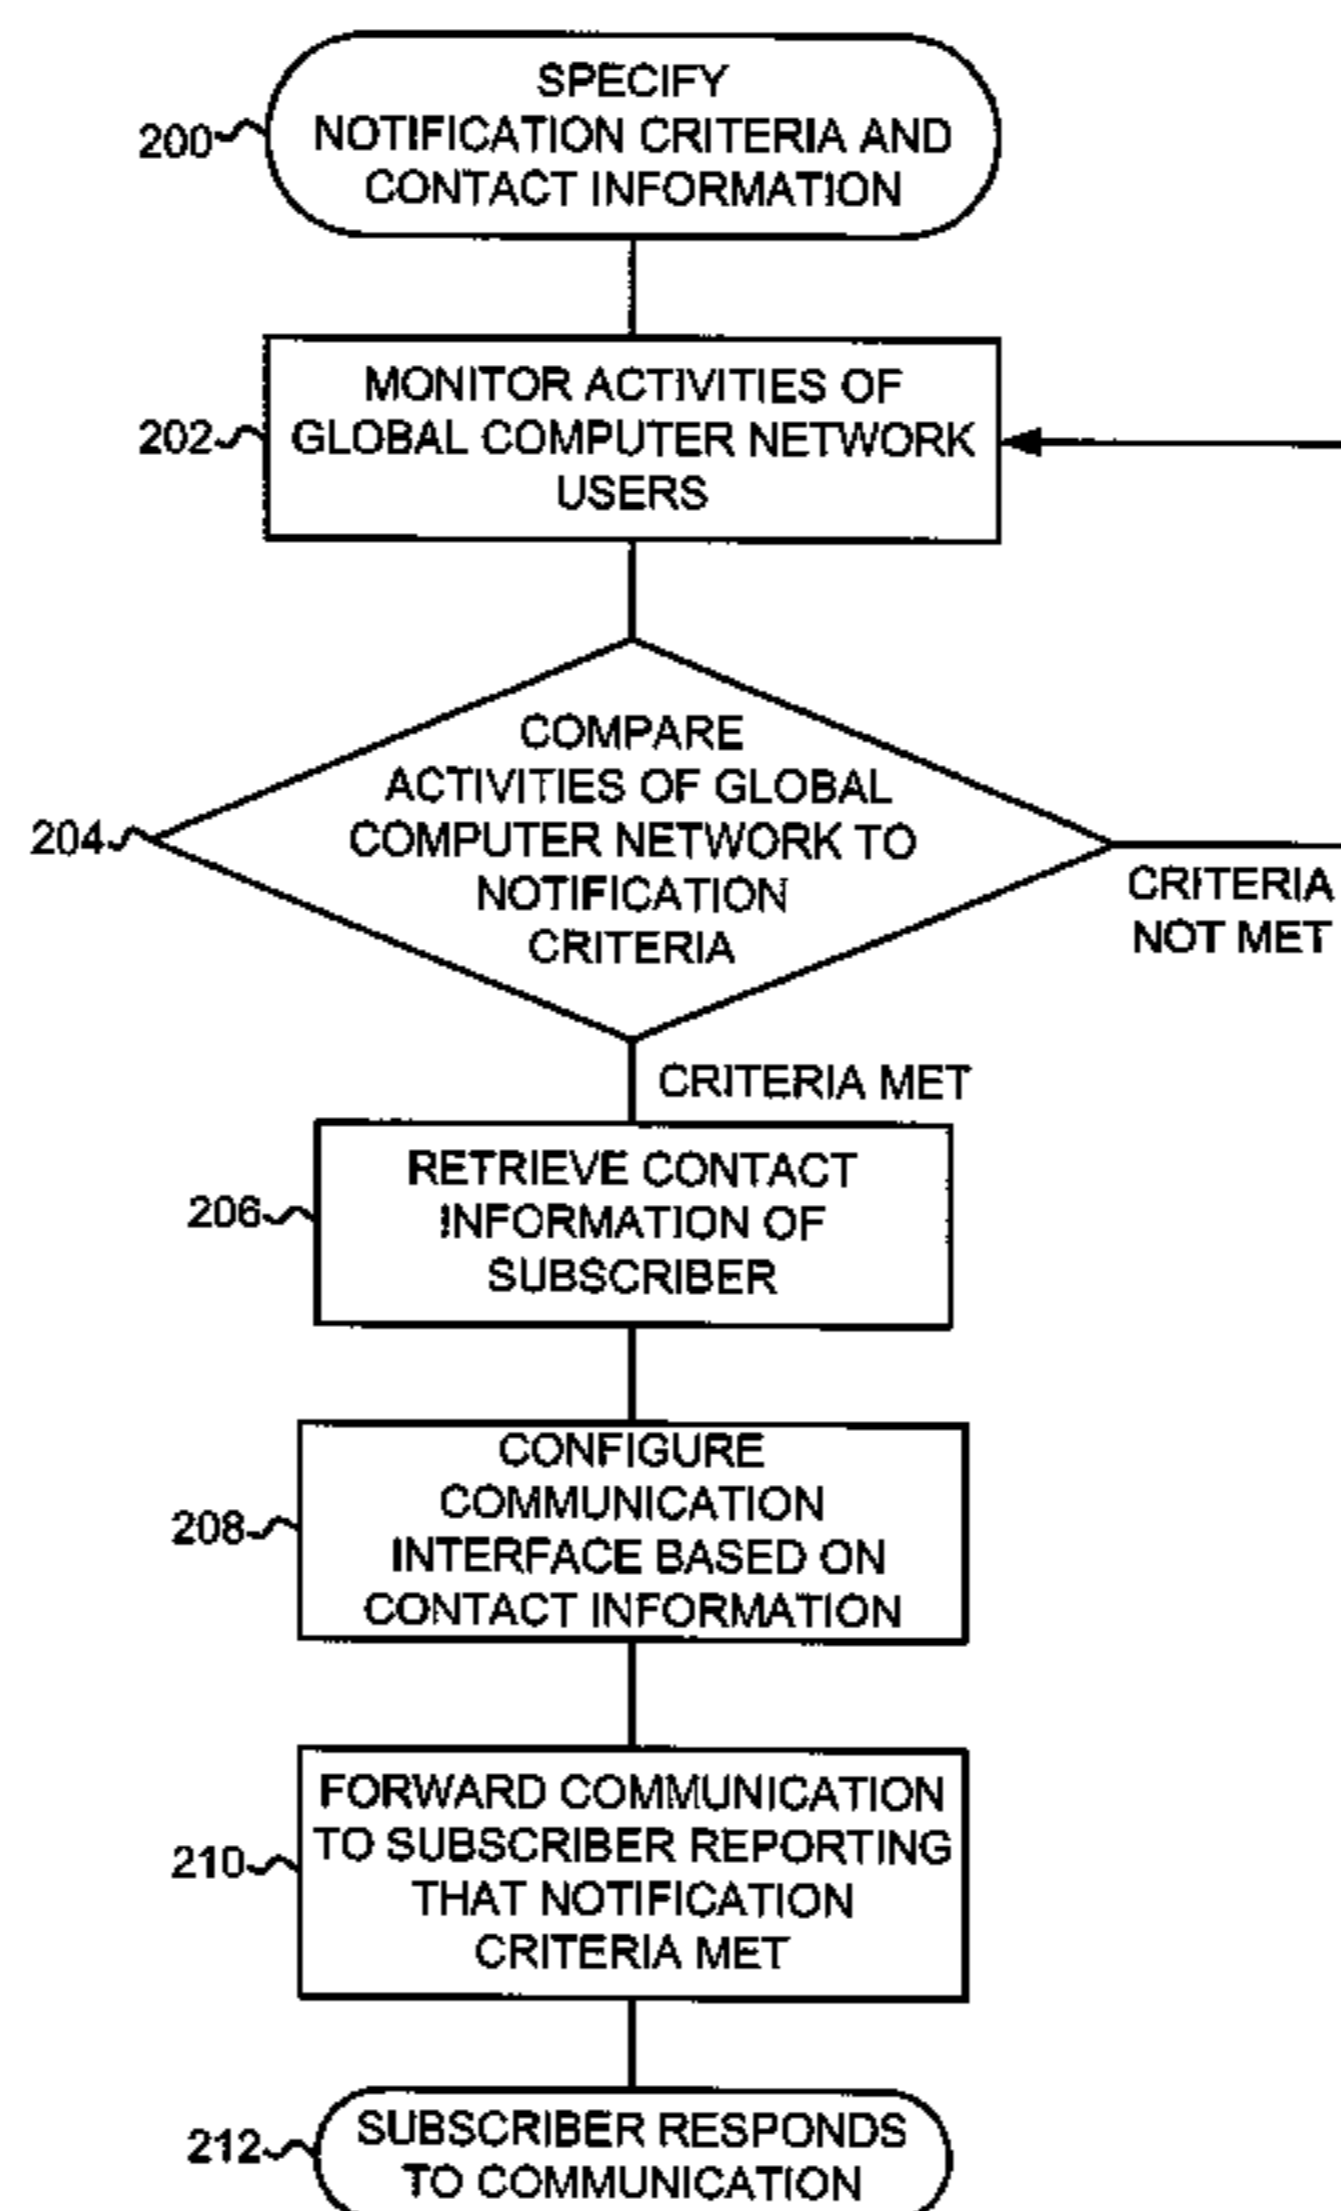 SPECIFY
200
NOTIFICATION CRITERIA AND
CONTACT INFORMATION
MONITOR ACTIVITIES OF
202
GLOBAL COMPUTER NETWORK
USERS
COMPARE
ACTIVITIES OF GLOBAL
204
COMPUTER NETWORK TO
NOTIFICATION
CRITERIA
CRITERIA
NOT MET
CRITERIA MET
RETRIEVE CONTACT
206
INFORMATION OF
SUBSCRIBER
CONFIGURE
COMMUNICATION
208
INTERFACE BASED ON
CONTACT INFORMATION
FORWARD COMMUNICATION
TO SUBSCRIBER REPORTING
210
THAT NOTIFICATION
CRITERIA MET
212
SUBSCRIBER RESPONDS
TO COMMUNICATION